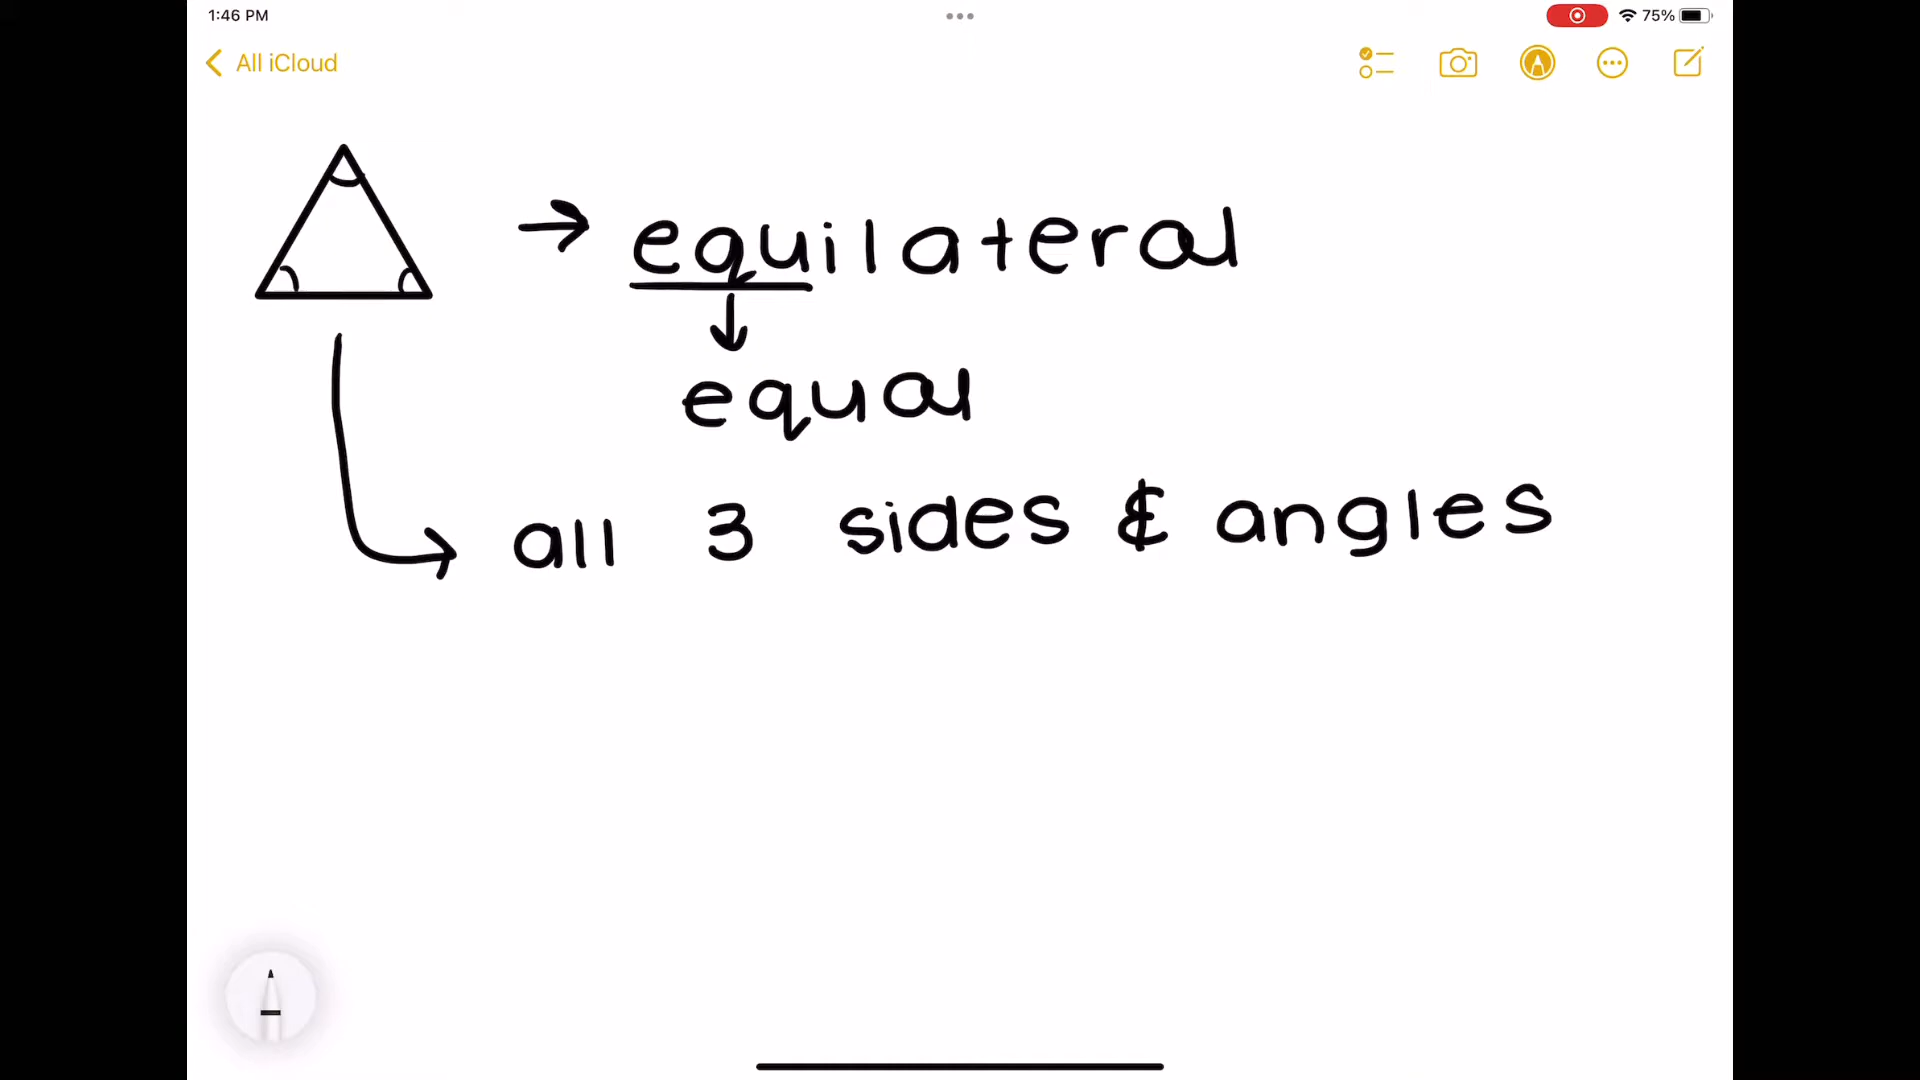 1:46 PM
75%
All iCloud
→ equilateral
↓
equal
all 3 sides & angles